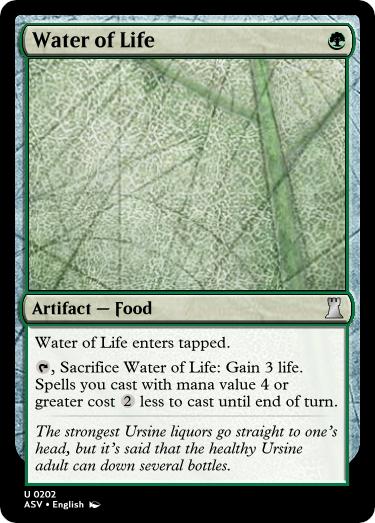 Water of Life
Artifact — Food
Water of Life enters tapped.
, Sacrifice Water of Life: Gain 3 life.
Spells you cast with mana value 4 or
greater cost 2 less to cast until end of turn.
The strongest Ursine liquors go straight to one's
head, but it's said that the healthy Ursine
adult can down several bottles.
U 0202
ASV • English